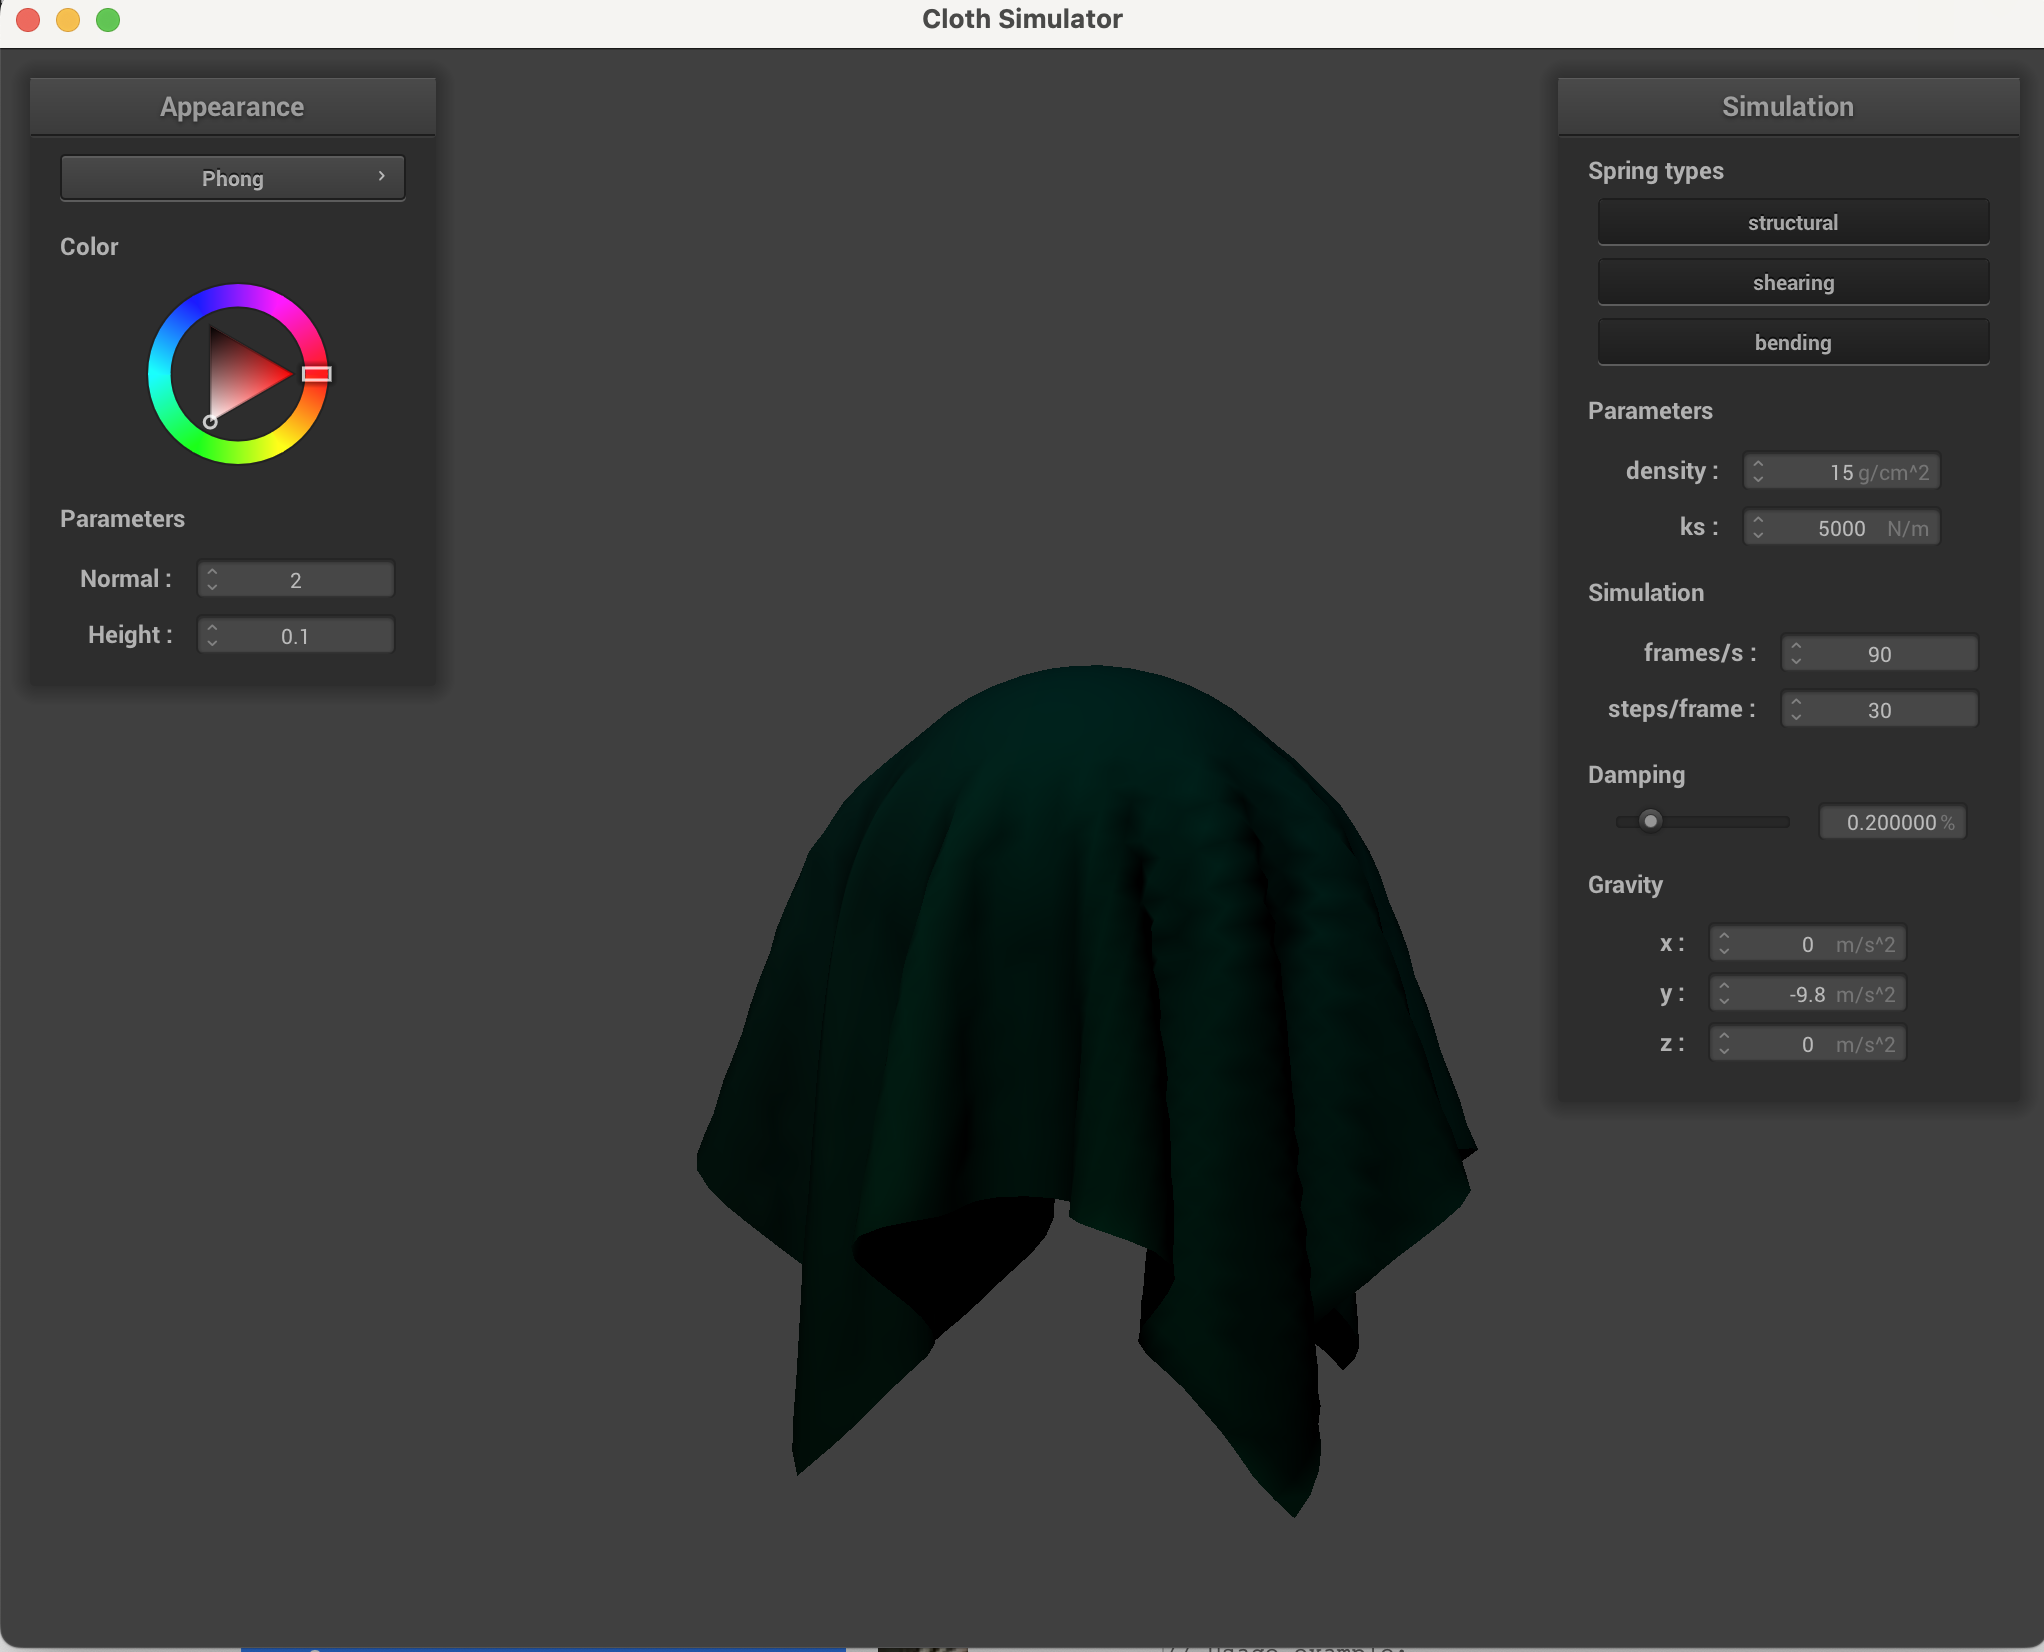 Cloth Simulator
Appearance
Phong
Color
Parameters
Normal :
2
Height :
0.1
Simulation
Spring types
structural
shearing
bending
Parameters
density :
15 g/cm^2
ks :
5000 N/m
Simulation
frames/s :
90
steps/frame :
30
Damping
0.200000 %
Gravity
x :
0 m/s^2
y :
-9.8 m/s^2
z :
0 m/s^2